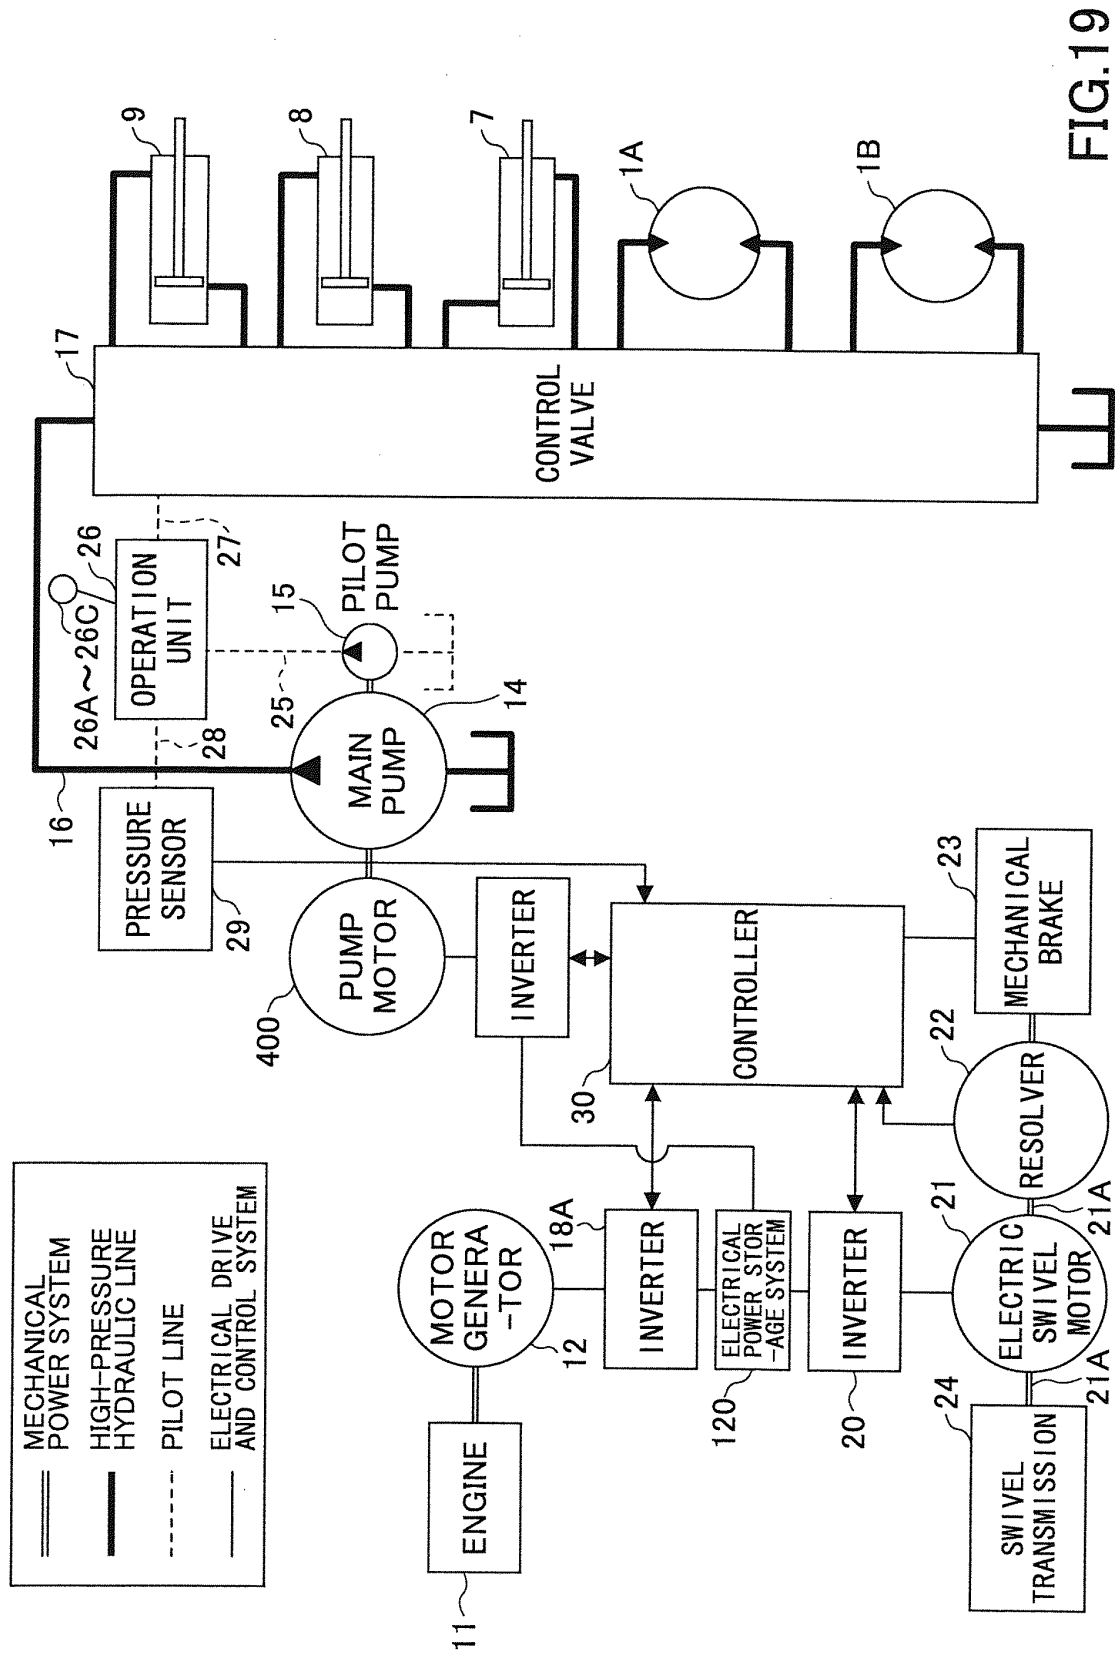 MECHANICAL
POWER SYSTEM
HIGH-PRESSURE
HYDRAULIC LINE
PILOT LINE
ELECTRICAL DRIVE
AND CONTROL SYSTEM
26A～26C
26
OPERATION
UNIT
27
28
16
PRESSURE
SENSOR
29
25
15
PILOT
PUMP
14
MAIN
PUMP
PUMP
MOTOR
400
INVERTER
17
CONTROL
VALVE
9
8
7
1A
1B
11
ENGINE
12
MOTOR
GENERA
-TOR
18A
INVERTER
120
ELECTRICAL
POWER STOR
-AGE SYSTEM
20
INVERTER
30
CONTROLLER
24
SWIVEL
TRANSMISSION
21A
21
ELECTRIC
SWIVEL
MOTOR
21A
22
RESOLVER
23
MECHANICAL
BRAKE
FIG.19